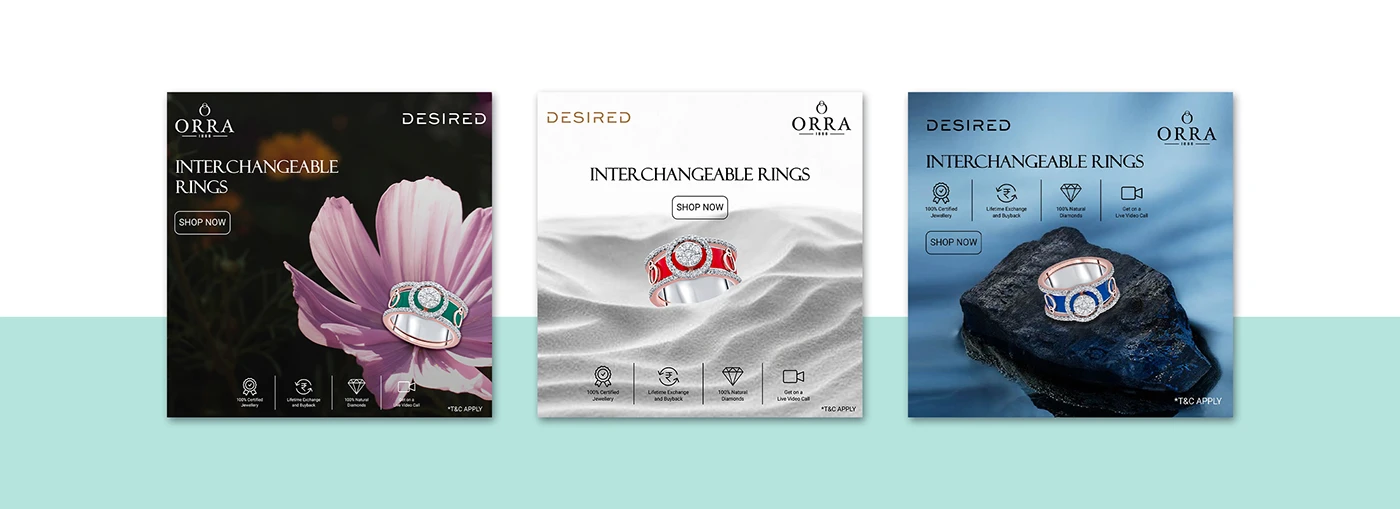 ORRA
1888
DESIRED
INTERCHANGEABLE
RINGS
SHOP NOW
100% Certified
Jewellery
Lifetime Exchange
and Buyback
100% Natural
Diamonds
Get on a
Live Video Call
*T&C APPLY
DESIRED
ORRA
1888
INTERCHANGEABLE RINGS
SHOP NOW
100% Certified
Jewellery
Lifetime Exchange
and Buyback
100% Natural
Diamonds
Get on a
Live Video Call
*T&C APPLY
DESIRED
ORRA
1888
INTERCHANGEABLE RINGS
100% Certified
Jewellery
Lifetime Exchange
and Buyback
100% Natural
Diamonds
Get on a
Live Video Call
SHOP NOW
*T&C APPLY